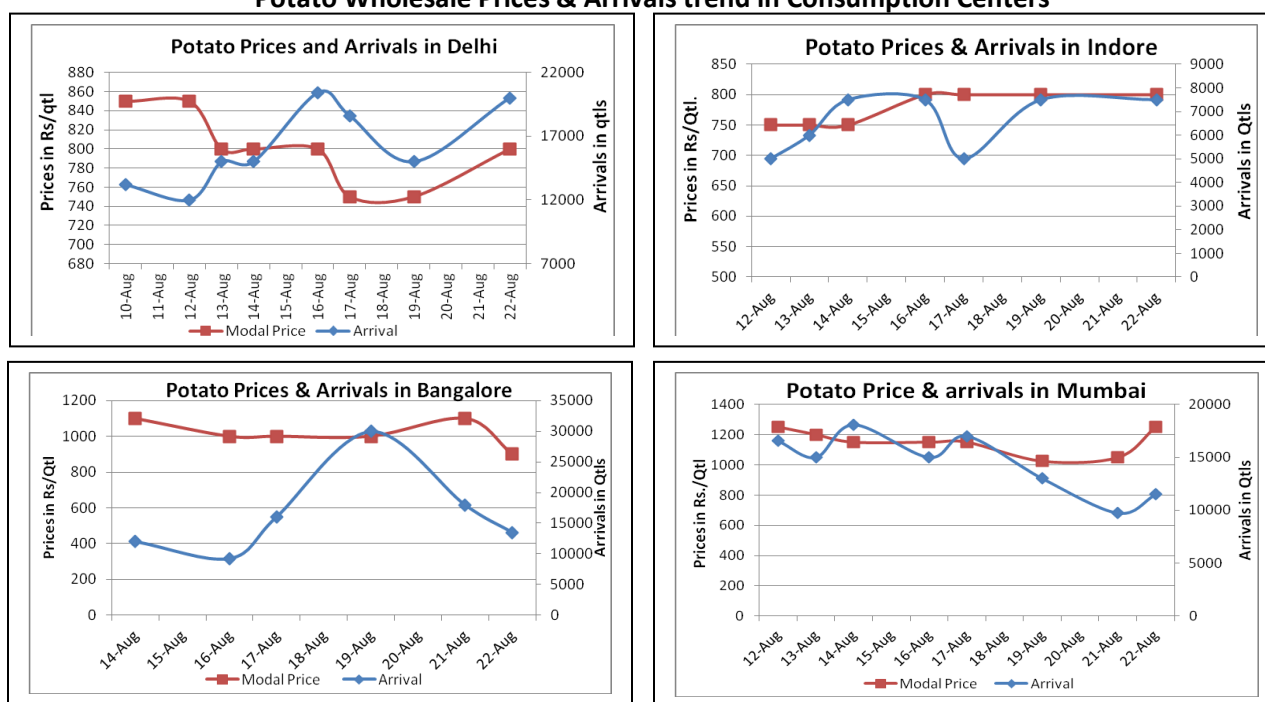 Potato Wholesale Prices & Arrivals trend in Consumption Centers
Potato Prices and Arrivals in Delhi
Prices in Rs/qtl
880
860
840
820
800
780
760
740
720
700
680
22000
17000
12000
7000
Arrivals in qtls
10-Aug
11-Aug
12-Aug
13-Aug
14-Aug
15-Aug
16-Aug
17-Aug
18-Aug
19-Aug
20-Aug
21-Aug
22-Aug
Modal Price
Arrival
Potato Prices & Arrivals in Indore
Prices in Rs/Qtl.
850
800
750
700
650
600
550
500
9000
8000
7000
6000
5000
4000
3000
2000
1000
0
Arrivals in Qtls
12-Aug
13-Aug
14-Aug
15-Aug
16-Aug
17-Aug
18-Aug
19-Aug
20-Aug
21-Aug
22-Aug
Modal Price
Arrival
Potato Prices & Arrivals in Bangalore
Prices in Rs/Qtl
1200
1000
800
600
400
200
0
35000
30000
25000
20000
15000
10000
5000
0
Arrivals in Qtls
14-Aug
15-Aug
16-Aug
17-Aug
18-Aug
19-Aug
20-Aug
21-Aug
22-Aug
Modal Price
Arrival
Potato Price & arrivals in Mumbai
Prices in Rs./Qtl
1400
1200
1000
800
600
400
200
0
20000
15000
10000
5000
0
Arrivals in Qtls
12-Aug
13-Aug
14-Aug
15-Aug
16-Aug
17-Aug
18-Aug
19-Aug
20-Aug
21-Aug
22-Aug
Modal Price
Arrival